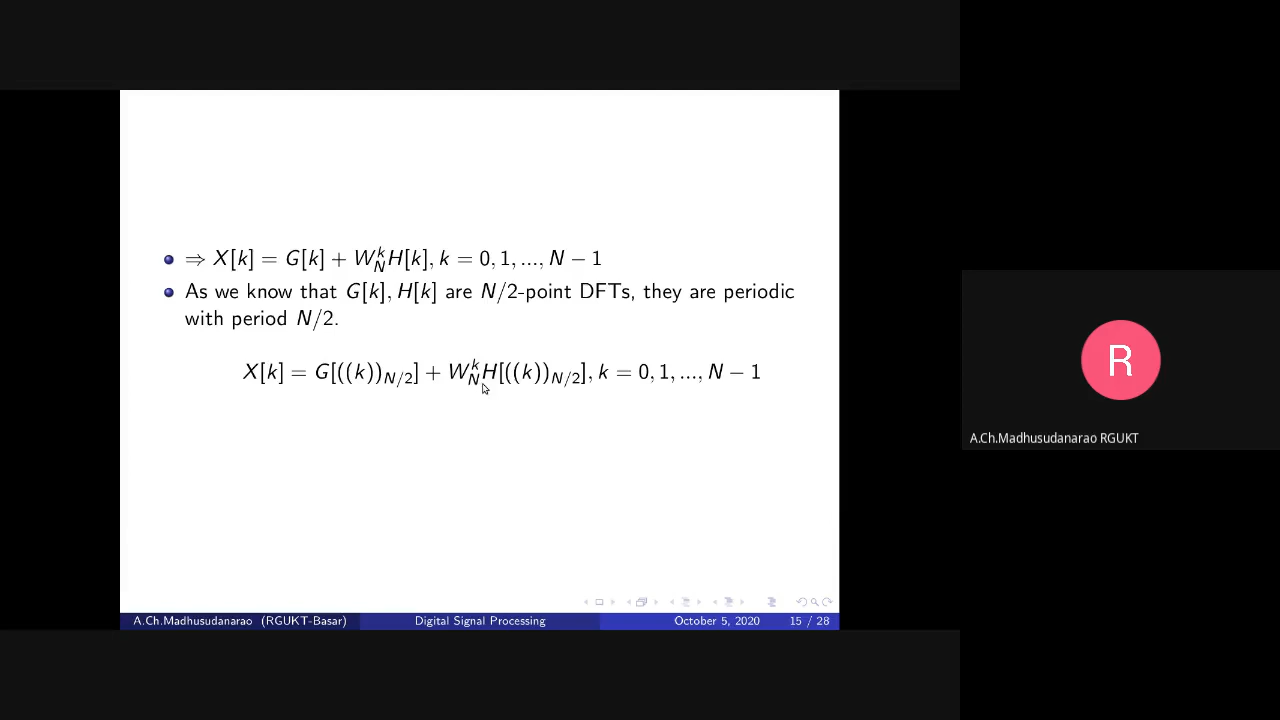 ⇒ X[k] = G[k] + W_N^k H[k], k = 0, 1, ..., N − 1
As we know that G[k], H[k] are N/2-point DFTs, they are periodic
with period N/2.
X[k] = G[((k))_{N/2}] + W_N^k H[((k))_{N/2}], k = 0, 1, ..., N − 1
R
A.Ch.Madhusudanarao RGUKT
A.Ch.Madhusudanarao (RGUKT-Basar) Digital Signal Processing October 5, 2020 15 / 28